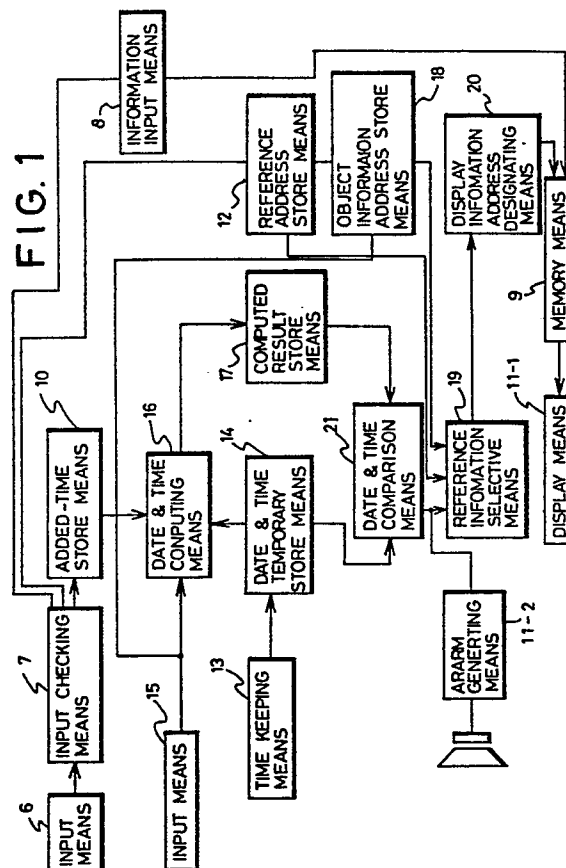 FIG. 1
6
INPUT
MEANS
7
INPUT CHECKING
MEANS
10
ADDED-TIME
STORE MEANS
8
INFORMATION
INPUT MEANS
15
INPUT MEANS
16
DATE & TIME
COMPUTING
MEANS
17
COMPUTED
RESULT
STORE
MEANS
12
REFERENCE
ADDRESS
STORE MEANS
13
TIME KEEPING
MEANS
14
DATE & TIME
TEMPORARY
STORE MEANS
18
OBJECT
INFORMAION
ADDRESS STORE
MEANS
21
DATE & TIME
COMPARISON
MEANS
19
REFERENCE
INFOMATION
SELECTIVE
MEANS
20
DISPLAY
INFOMATION
ADDRESS
DESIGNATING
MEANS
ARARM
GENERTING
MEANS
11-2
DISPLAY MEANS
11-1
9
MEMORY MEANS